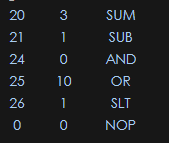 20 3 SUM
21 1 SUB
24 0 AND
25 10 OR
26 1 SLT
0 0 NOP